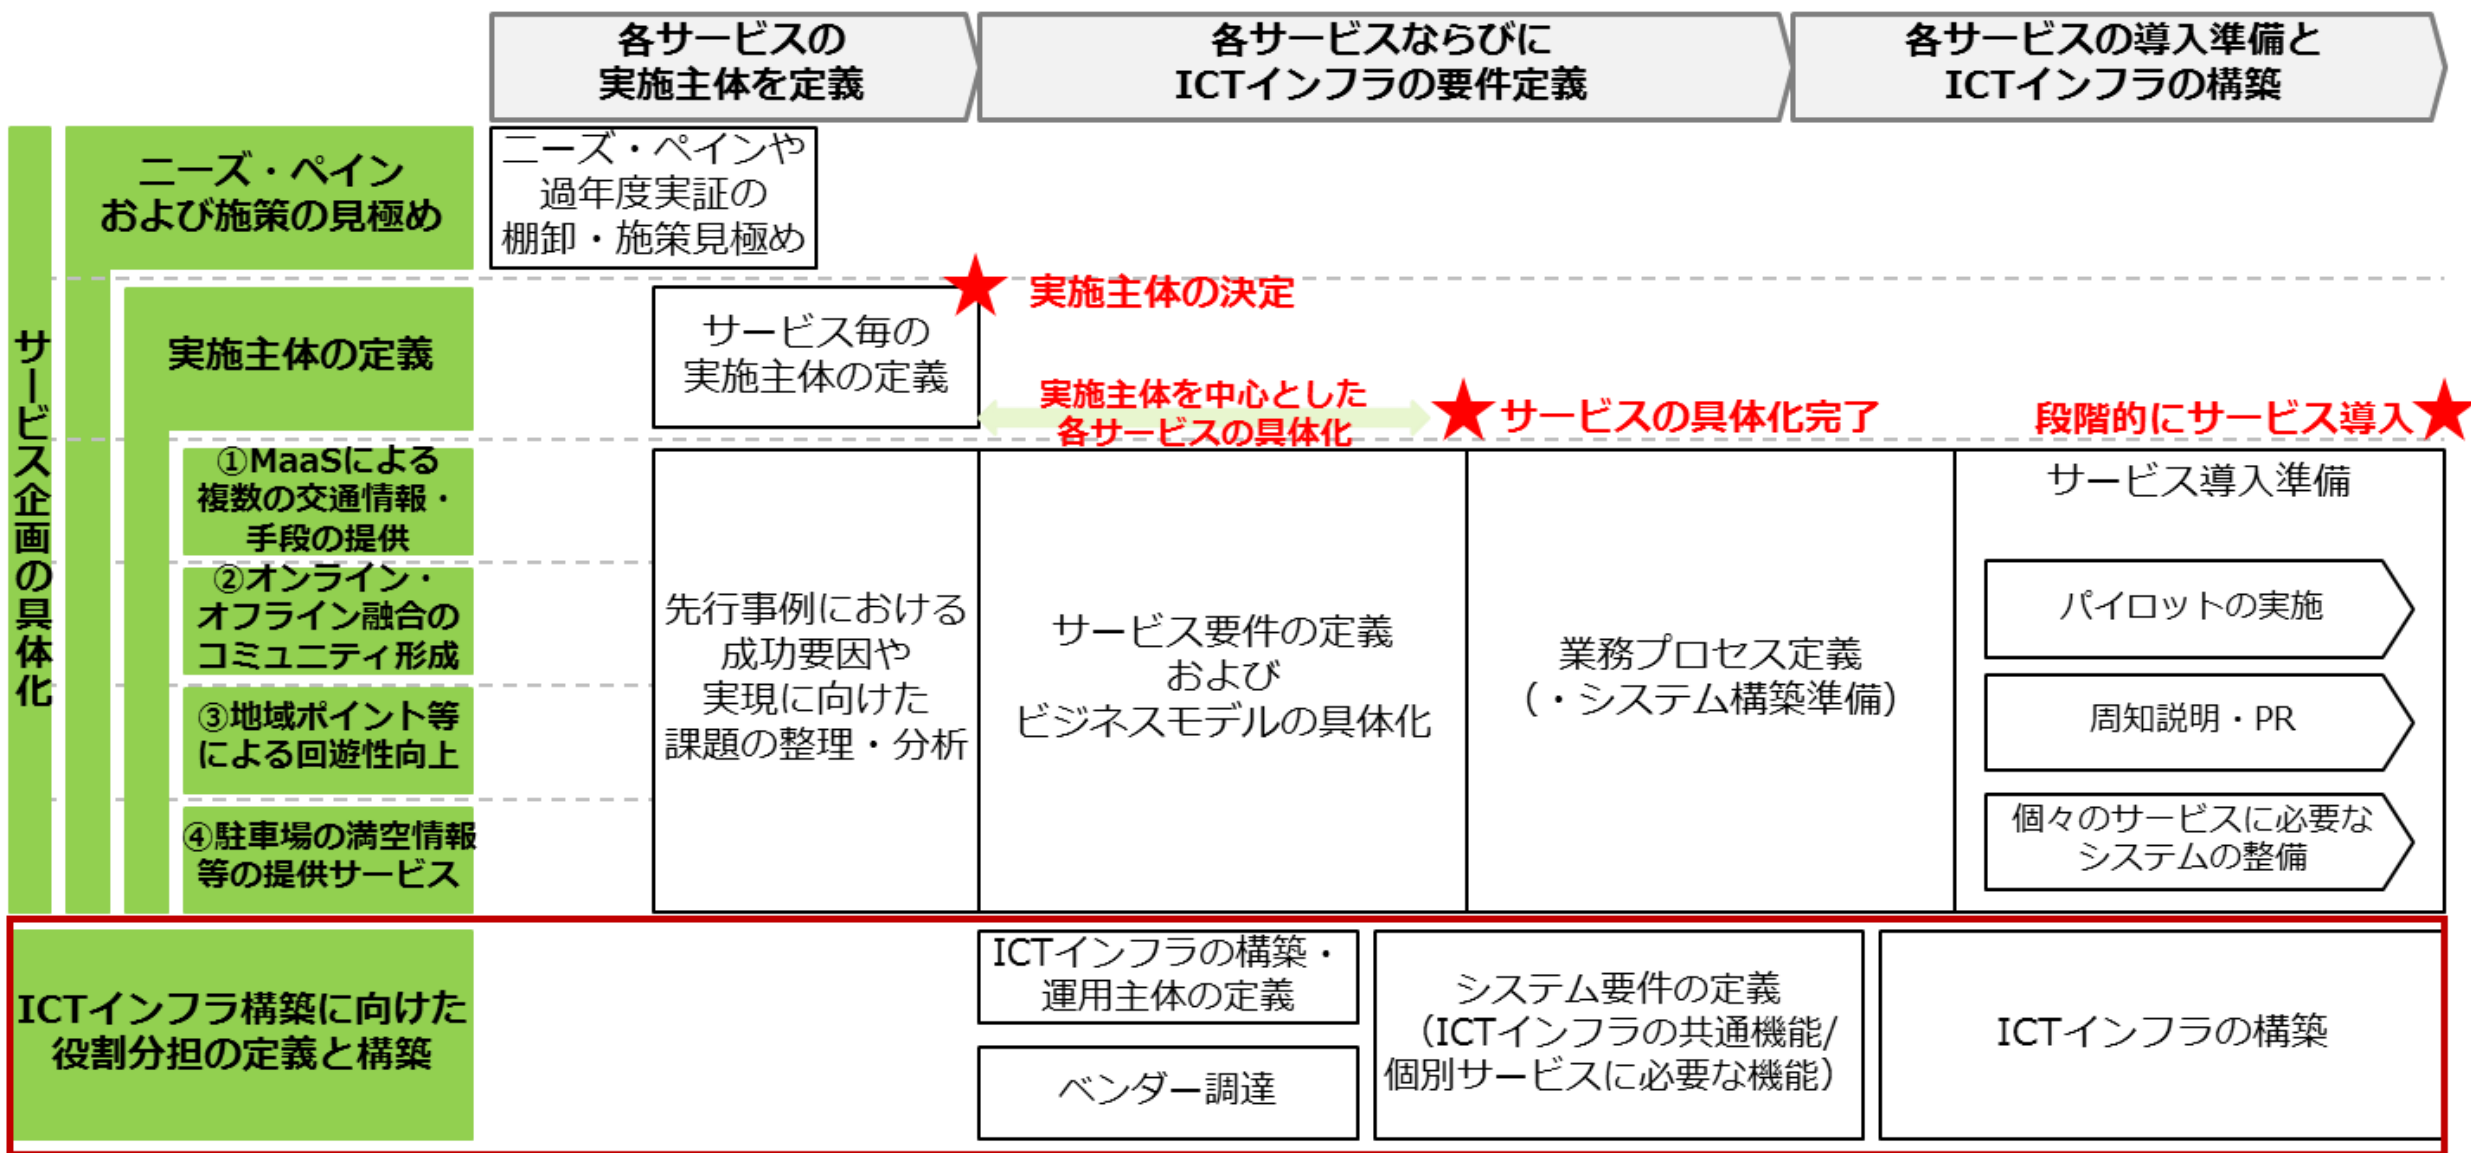 各サービスの
実施主体を定義
各サービスならびに
ICTインフラの要件定義
各サービスの導入準備と
ICTインフラの構築
サービス企画の具体化
ニーズ・ペイン
および施策の見極め
ニーズ・ペインや
過年度実証の
棚卸・施策見極め
実施主体の定義
サービス毎の
実施主体の定義
実施主体の決定
実施主体を中心とした
各サービスの具体化
サービスの具体化完了
段階的にサービス導入
①MaaSによる
複数の交通情報・
手段の提供
②オンライン・
オフライン融合の
コミュニティ形成
③地域ポイント等
による回遊性向上
④駐車場の満空情報
等の提供サービス
先行事例における
成功要因や
実現に向けた
課題の整理・分析
サービス要件の定義
および
ビジネスモデルの具体化
業務プロセス定義
（・システム構築準備）
サービス導入準備
パイロットの実施
周知説明・PR
個々のサービスに必要な
システムの整備
ICTインフラ構築に向けた
役割分担の定義と構築
ICTインフラの構築・
運用主体の定義
ベンダー調達
システム要件の定義
（ICTインフラの共通機能/
個別サービスに必要な機能）
ICTインフラの構築